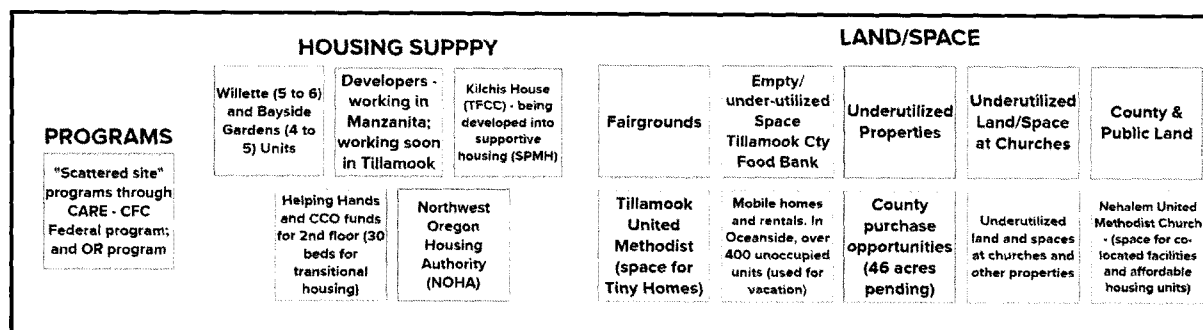 PROGRAMS
"Scattered site"
programs through
CARE - CFC
Federal program;
and OR program
HOUSING SUPPPY
Willette (5 to 6)
and Bayside
Gardens (4 to
5) Units
Developers -
working in
Manzanita;
working soon
in Tillamook
Kilchis House
(TFCC) - being
developed into
supportive
housing (SPMH)
Helping Hands
and CCO funds
for 2nd floor (30
beds for
transitional
housing)
Northwest
Oregon
Housing
Authority
(NOHA)
LAND/SPACE
Fairgrounds
Empty/
under-utilized
Space
Tillamook Cty
Food Bank
Underutilized
Properties
Underutilized
Land/Space
at Churches
County &
Public Land
Tillamook
United
Methodist
(space for
Tiny Homes)
Mobile homes
and rentals. In
Oceanside, over
400 unoccupied
units (used for
vacation)
County
purchase
opportunities
(46 acres
pending)
Underutilized
land and spaces
at churches and
other properties
Nehalem United
Methodist Church
- (space for co-
located facilities
and affordable
housing units)